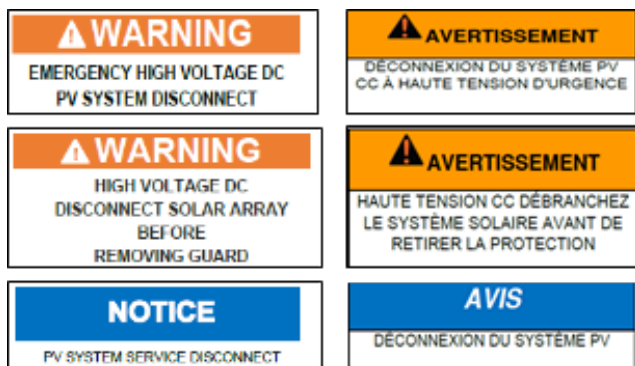 WARNING
EMERGENCY HIGH VOLTAGE DC
PV SYSTEM DISCONNECT
AVERTISSEMENT
DÉCONNEXION DU SYSTÈME PV
CC À HAUTE TENSION D'URGENCE
WARNING
HIGH VOLTAGE DC
DISCONNECT SOLAR ARRAY
BEFORE
REMOVING GUARD
AVERTISSEMENT
HAUTE TENSION CC DÉBRANCHEZ
LE SYSTÈME SOLAIRE AVANT DE
RETIRER LA PROTECTION
NOTICE
PV SYSTEM SERVICE DISCONNECT
AVIS
DÉCONNEXION DU SYSTÈME PV